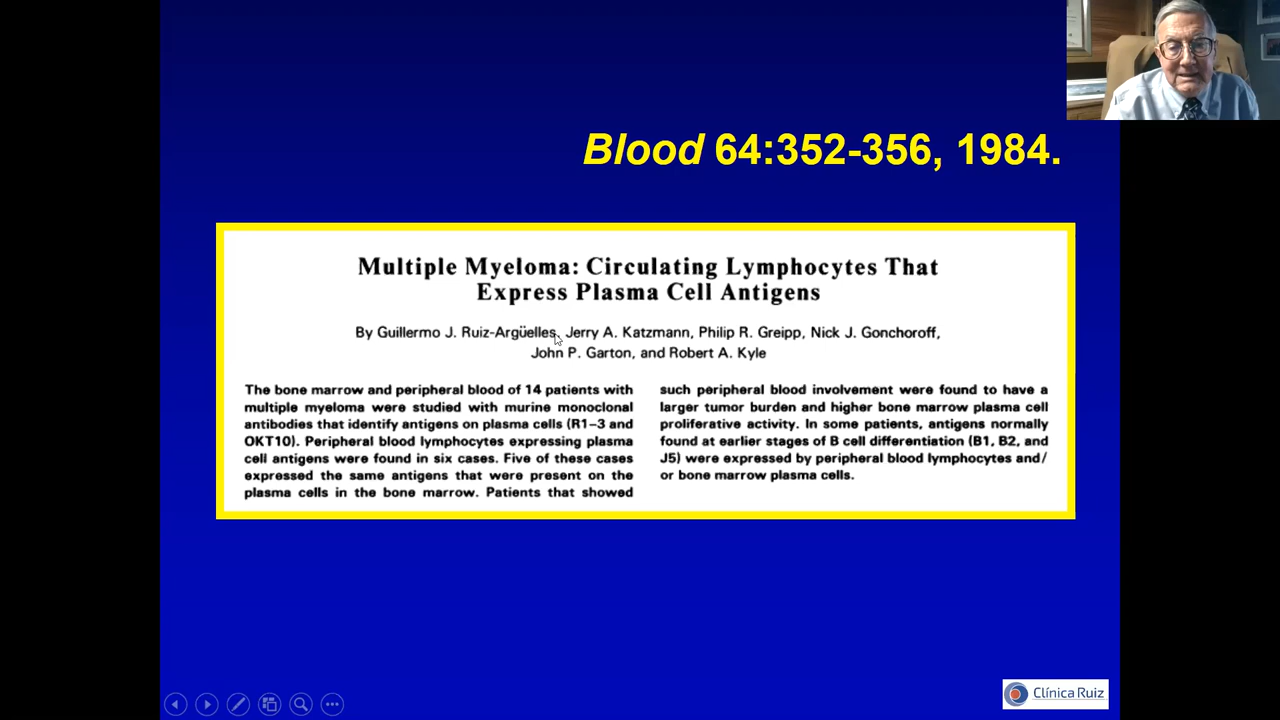 Blood 64:352-356, 1984.
Multiple Myeloma: Circulating Lymphocytes That
Express Plasma Cell Antigens
By Guillermo J. Ruiz-Argüelles, Jerry A. Katzmann, Philip R. Greipp, Nick J. Gonchoroff,
John P. Garton, and Robert A. Kyle
The bone marrow and peripheral blood of 14 patients with
multiple myeloma were studied with murine monoclonal
antibodies that identify antigens on plasma cells (R1–3 and
OKT10). Peripheral blood lymphocytes expressing plasma
cell antigens were found in six cases. Five of these cases
expressed the same antigens that were present on the
plasma cells in the bone marrow. Patients that showed
such peripheral blood involvement were found to have a
larger tumor burden and higher bone marrow plasma cell
proliferative activity. In some patients, antigens normally
found at earlier stages of B cell differentiation (B1, B2, and
J5) were expressed by peripheral blood lymphocytes and/
or bone marrow plasma cells.
Clínica Ruiz